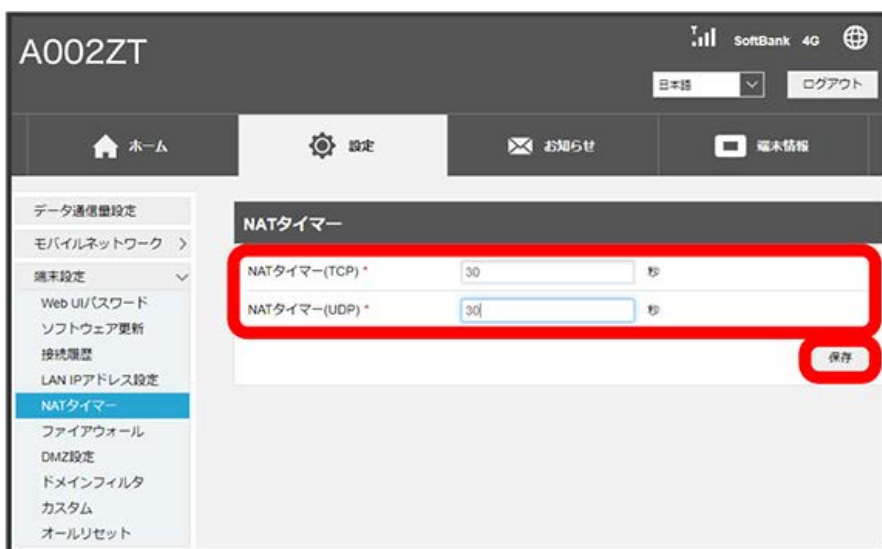 A002ZT
SoftBank 4G
日本語
ログアウト
ホーム
設定
お知らせ
端末情報
データ通信量設定
モバイルネットワーク
端末設定
Web UIパスワード
ソフトウェア更新
接続履歴
LAN IPアドレス設定
NATタイマー
ファイアウォール
DMZ設定
ドメインフィルタ
カスタム
オールリセット
NATタイマー
NATタイマー(TCP) * 30 秒
NATタイマー(UDP) * 30 秒
保存